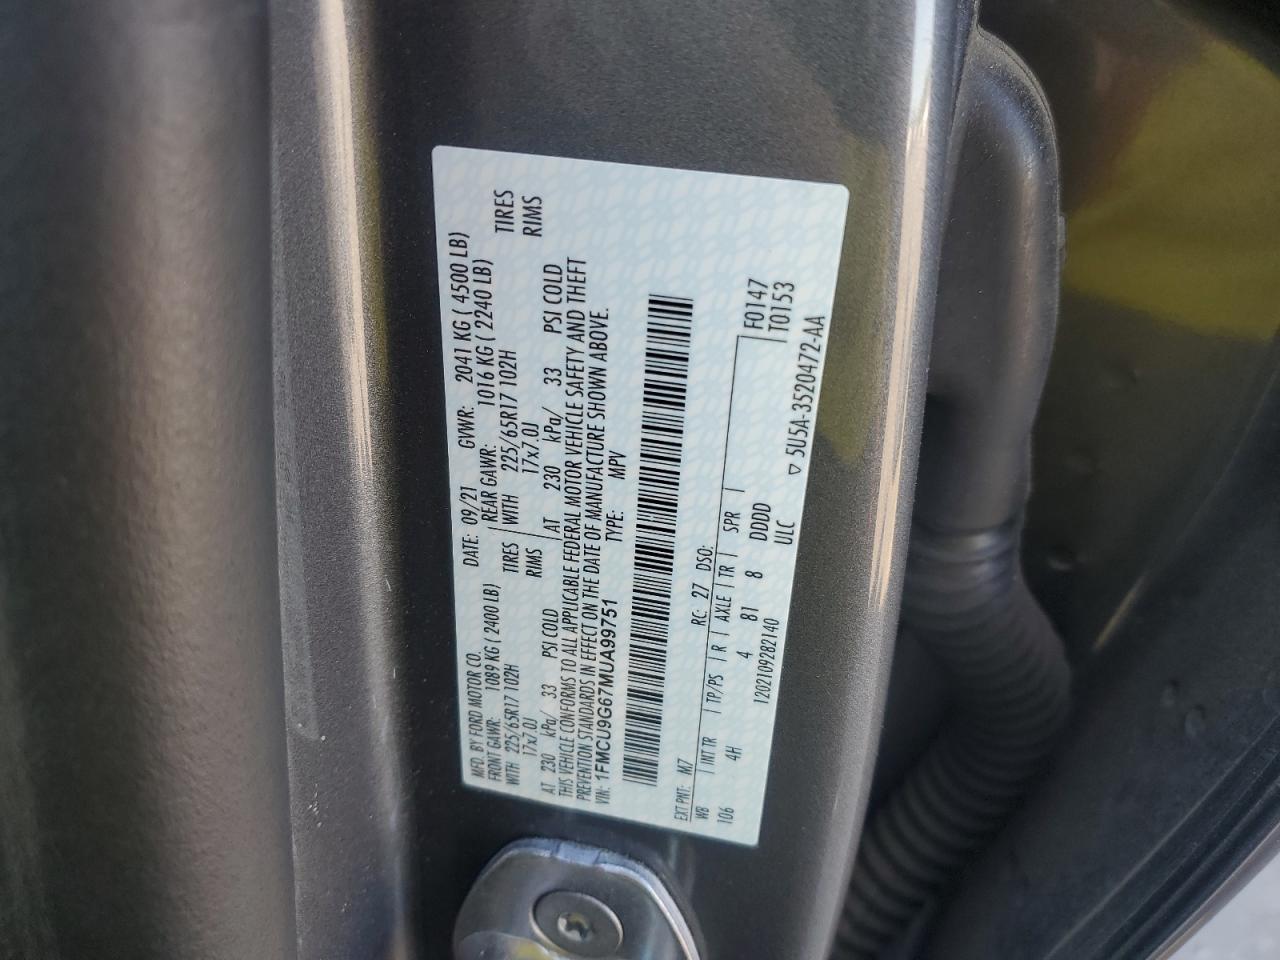 MFD. BY FORD MOTOR CO. DATE: 09/21 GVWR: 2041 KG ( 4500 LB)
FRONT GAWR: 1089 KG ( 2400 LB) REAR GAWR: 1016 KG ( 2240 LB)
WITH 225/65R17 102H TIRES WITH 225/65R17 102H TIRES
17x7.0J RIMS 17x7.0J RIMS
AT 230 kPa/ 33 PSI COLD AT 230 kPa/ 33 PSI COLD
THIS VEHICLE CONFORMS TO ALL APPLICABLE FEDERAL MOTOR VEHICLE SAFETY AND THEFT
PREVENTION STANDARDS IN EFFECT ON THE DATE OF MANUFACTURE SHOWN ABOVE.
VIN: 1FMCU9G67MUA99751 TYPE: MPV
EXT PNT: M7 RC: 27 DSO: F0147
WB INT TR TP/PS R AXLE TR SPR T0153
106 4H 4 81 8 DDDD
1202109282140 ULC ▽ 5U5A-3520472-AA